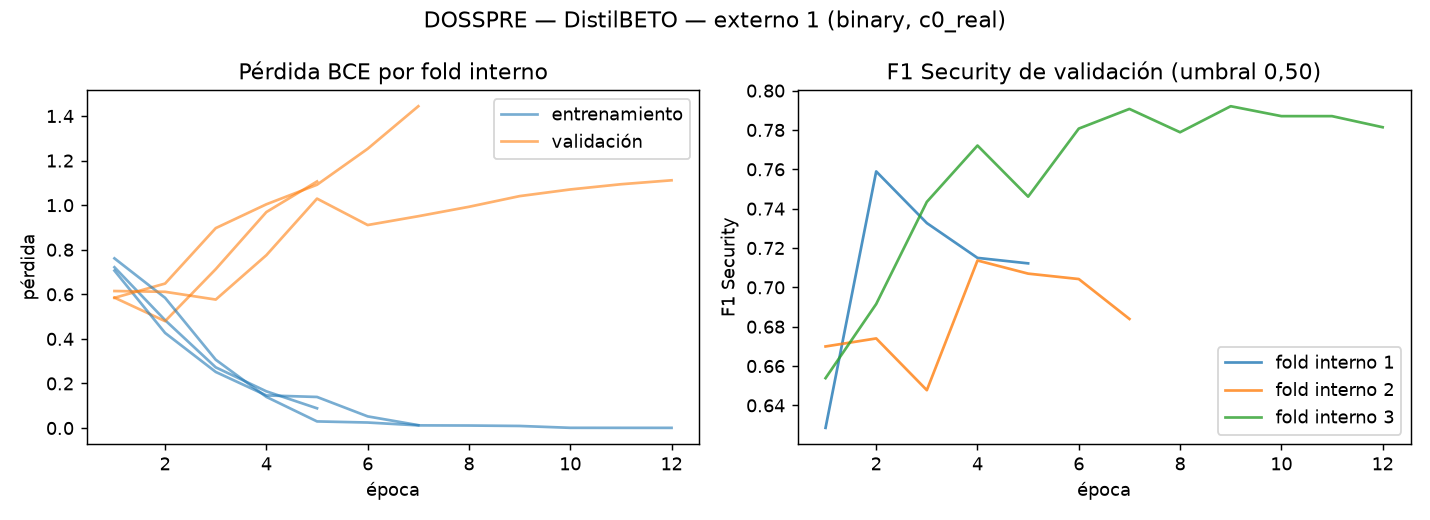 DOSSPRE — DistilBETO — externo 1 (binary, c0_real)
Pérdida BCE por fold interno
pérdida
1.4
1.2
1.0
0.8
0.6
0.4
0.2
0.0
entrenamiento
validación
2 4 6 8 10 12
época
F1 Security de validación (umbral 0,50)
F1 Security
0.80
0.78
0.76
0.74
0.72
0.70
0.68
0.66
0.64
fold interno 1
fold interno 2
fold interno 3
2 4 6 8 10 12
época